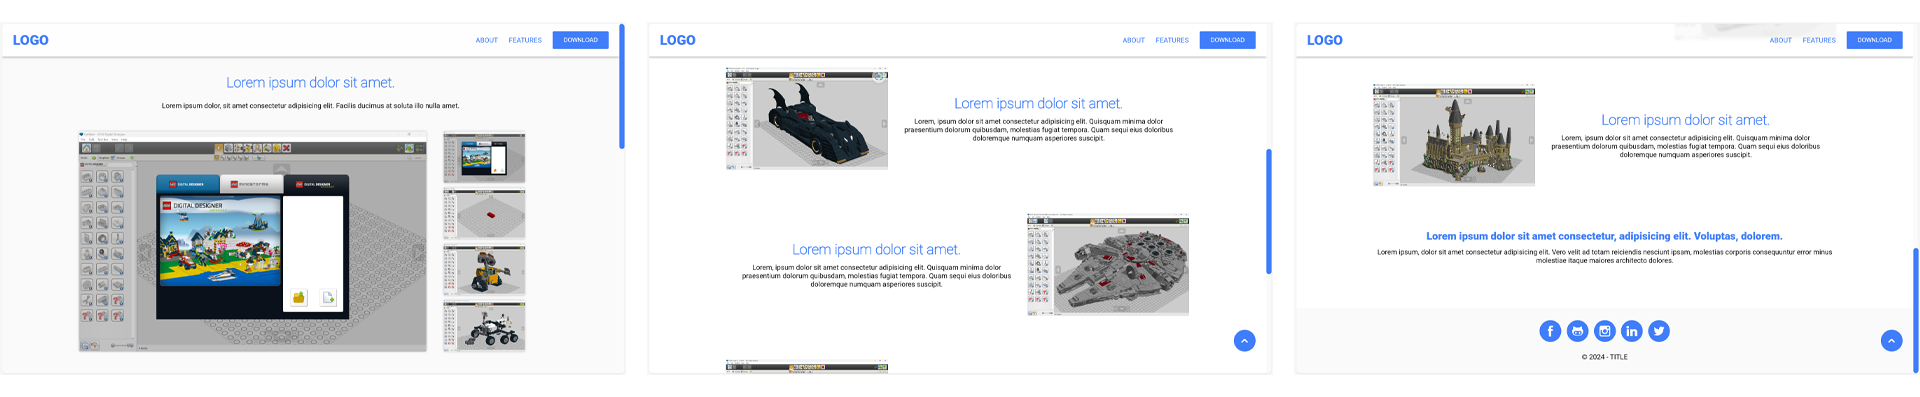 LOGO
ABOUT FEATURES DOWNLOAD
Lorem ipsum dolor sit amet.
Lorem ipsum dolor, sit amet consectetur adipisicing elit. Facilis ducimus at soluta illo nulla amet.
DIGITAL DESIGNER
LOGO
ABOUT FEATURES DOWNLOAD
Lorem ipsum dolor sit amet.
Lorem ipsum dolor, sit amet consectetur adipisicing elit. Quisquam minima dolor
praesentium dolorum quibusdam, molestias fugiat tempora. Quam sequi eius doloribus
doloremque numquam asperiores suscipit.
Lorem ipsum dolor sit amet.
Lorem ipsum dolor, sit amet consectetur adipisicing elit. Quisquam minima dolor
praesentium dolorum quibusdam, molestias fugiat tempora. Quam sequi eius doloribus
doloremque numquam asperiores suscipit.
LOGO
ABOUT FEATURES DOWNLOAD
Lorem ipsum dolor sit amet.
Lorem ipsum dolor, sit amet consectetur adipisicing elit. Quisquam minima dolor
praesentium dolorum quibusdam, molestias fugiat tempora. Quam sequi eius doloribus
doloremque numquam asperiores suscipit.
Lorem ipsum dolor sit amet consectetur, adipisicing elit. Voluptas, dolorem.
Lorem ipsum, dolor sit amet consectetur adipisicing elit. Vero velit ad totam reiciendis nesciunt ipsam, molestias corporis consequuntur error minus
molestiae itaque maiores architecto dolores.
© 2024 - TITLE